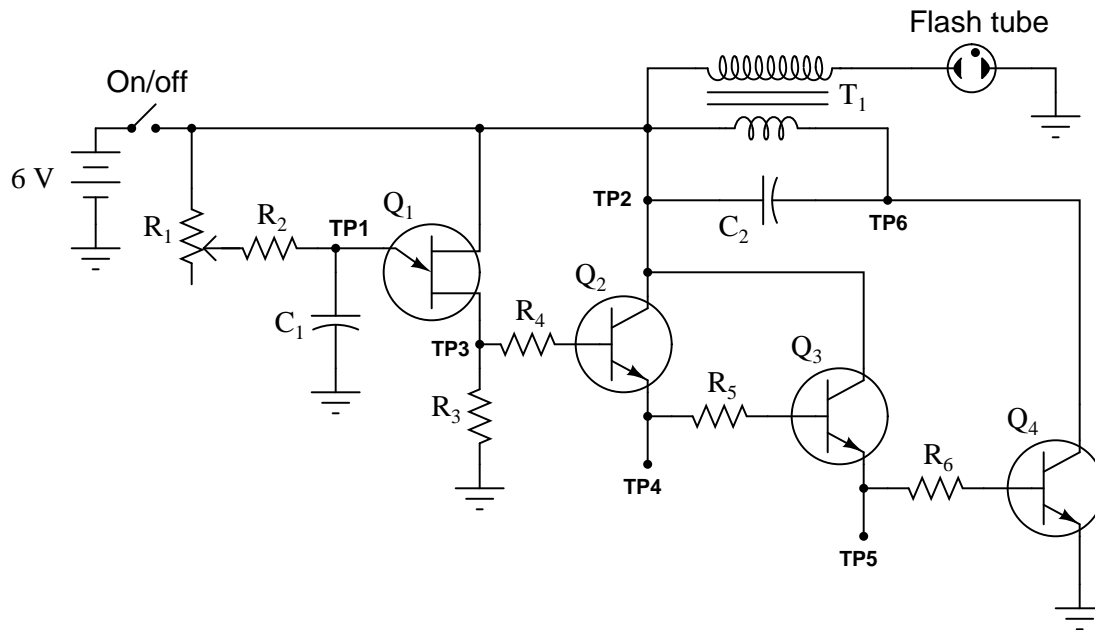 Flash tube
On/off
T1
6 V
R1
R2
TP1
Q1
TP2
C2
TP6
C1
TP3
R4
Q2
R3
R5
Q3
TP4
R6
Q4
TP5